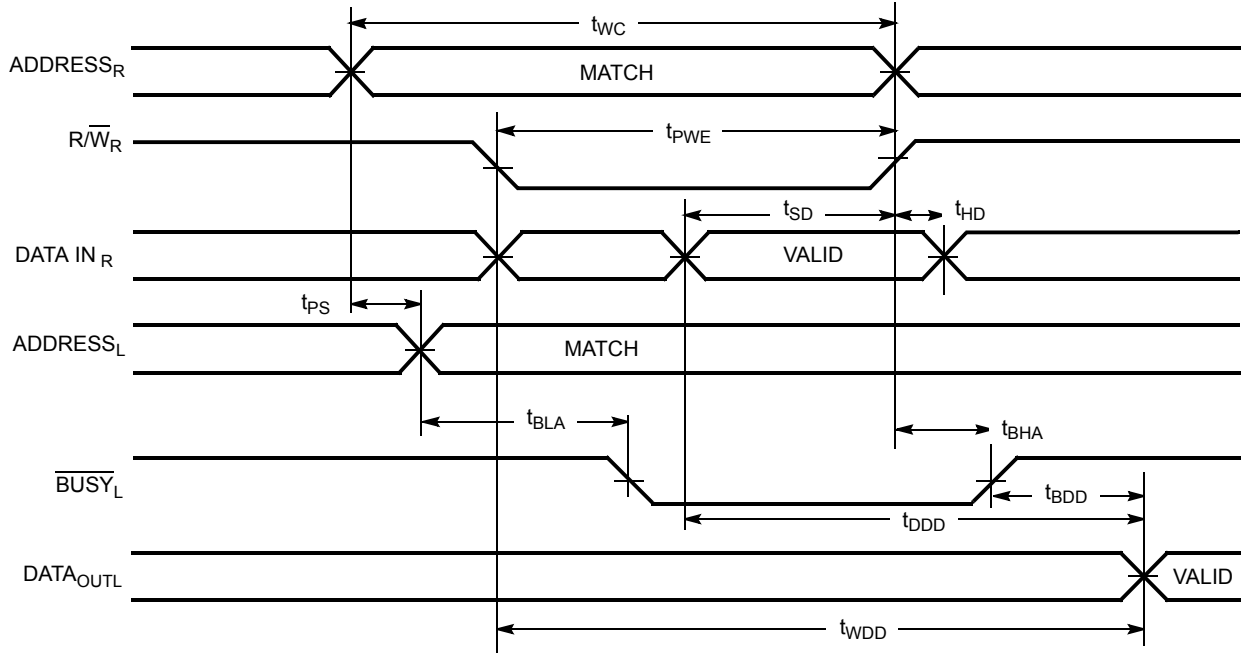 tWC
ADDRESSR
MATCH
R/W̅R
tPWE
tSD
tHD
DATA IN R
VALID
tPS
ADDRESSL
MATCH
tBLA
tBHA
B̅U̅S̅Y̅L
tBDD
tDDD
DATAOUTL
VALID
tWDD